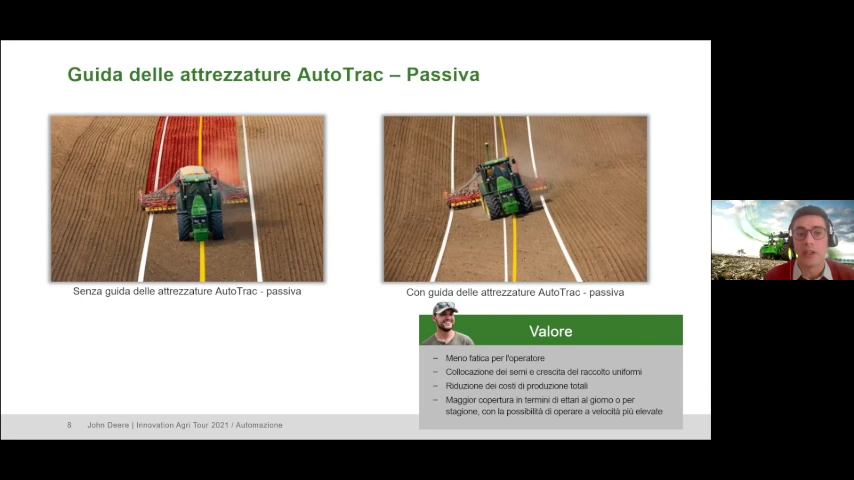 Guida delle attrezzature AutoTrac – Passiva
Senza guida delle attrezzature AutoTrac - passiva
Con guida delle attrezzature AutoTrac - passiva
Valore
– Meno fatica per l'operatore
– Collocazione dei semi e crescita del raccolto uniformi
– Riduzione dei costi di produzione totali
– Maggior copertura in termini di ettari al giorno o per
stagione, con la possibilità di operare a velocità più elevate
8 John Deere | Innovation Agri Tour 2021 / Automazione